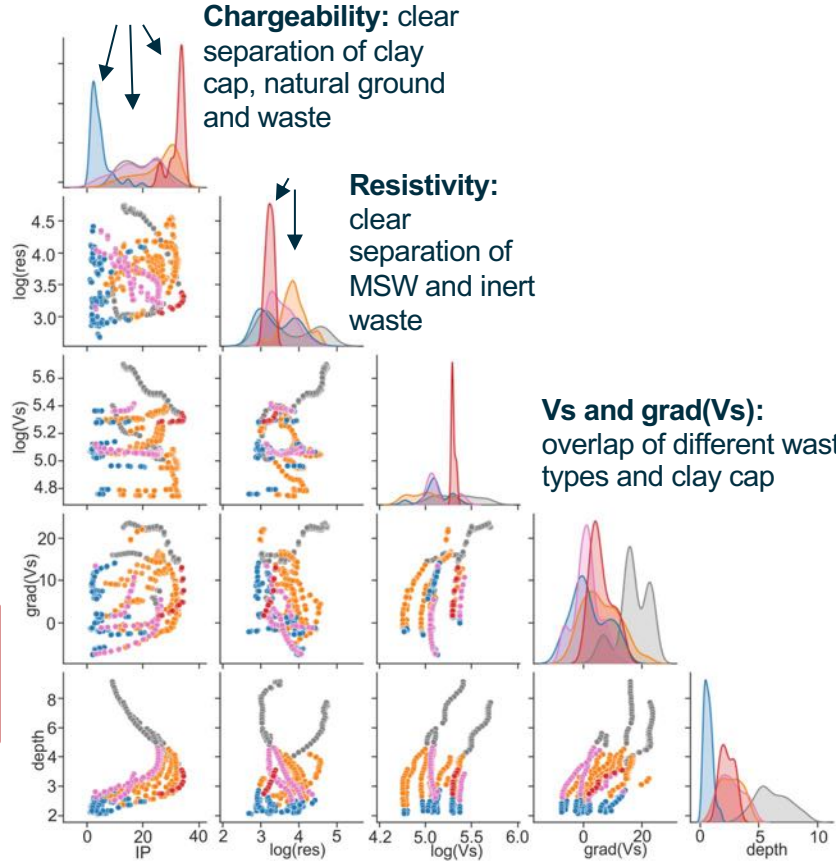 Chargeability: clear
separation of clay
cap, natural ground
and waste
Resistivity:
clear
separation of
MSW and inert
waste
Vs and grad(Vs):
overlap of different wast
types and clay cap
log(res)
4.5
4.0
3.5
3.0
log(Vs)
5.6
5.4
5.2
5.0
4.8
grad(Vs)
20
10
0
depth
8
6
4
3
2
0 20 40
IP
2 3 4 5
log(res)
4.2 5.0 5.5 6.0
log(Vs)
0 20
grad(Vs)
0 5 10
depth